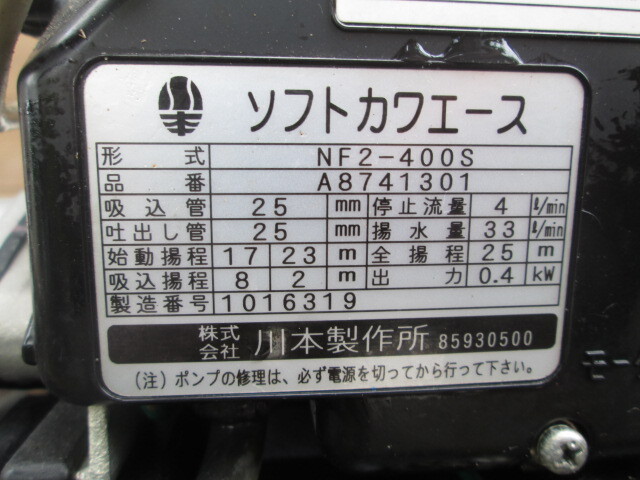 ソフトカワエース
形式 NF2-400S
品番 A8741301
吸込管 25 mm 停止流量 4 ℓ/min
吐出し管 25 mm 揚水量 33 ℓ/min
始動揚程 17 23 m 全揚程 25 m
吸込揚程 8 2 m 出力 0.4 kW
製造番号 1016319
株式会社 川本製作所 85930500
(注) ポンプの修理は、必ず電源を切ってから行って下さい。
モー